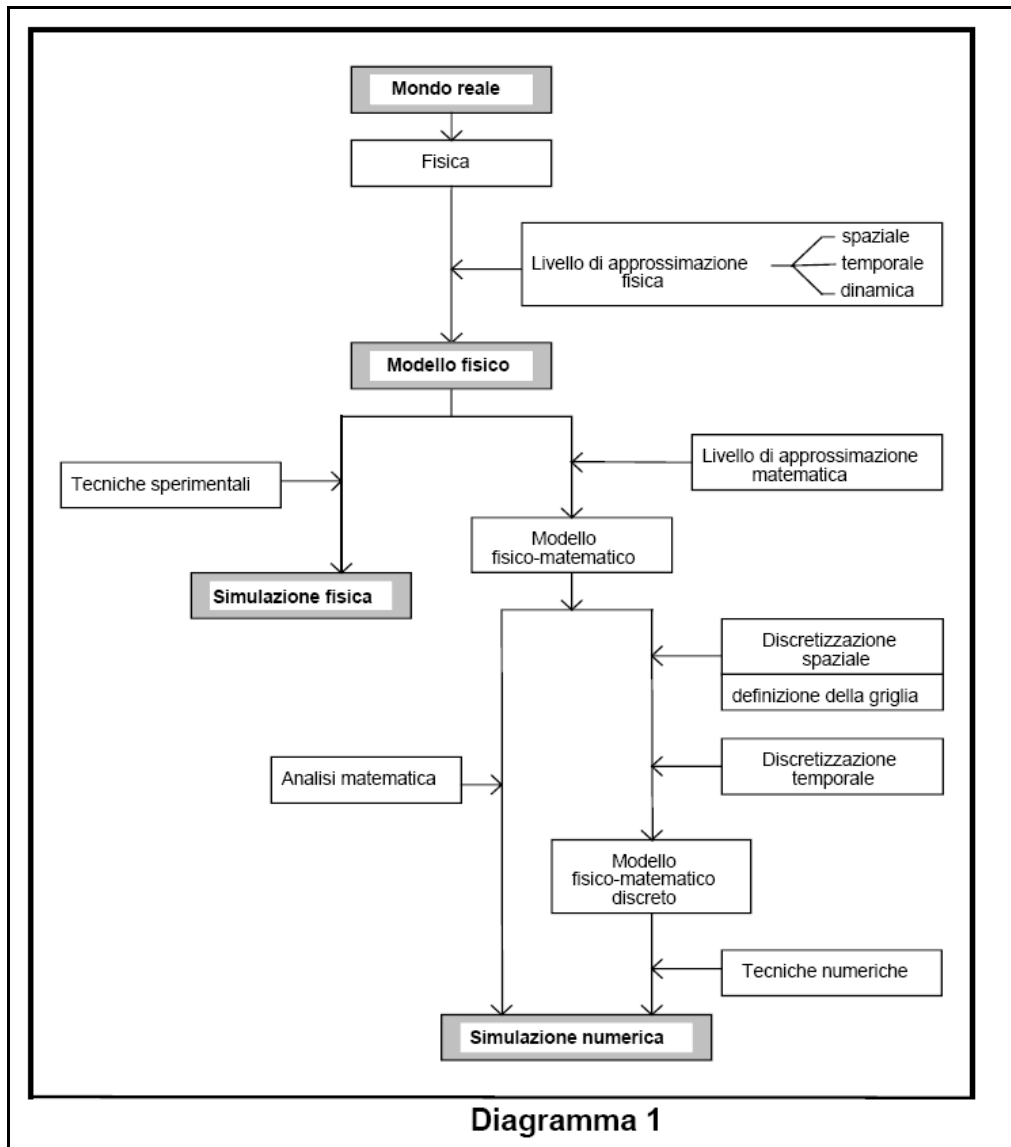 Mondo reale
Fisica
Livello di approssimazione
fisica
spaziale
temporale
dinamica
Modello fisico
Tecniche sperimentali
Livello di approssimazione
matematica
Modello
fisico-matematico
Simulazione fisica
Discretizzazione
spaziale
definizione della griglia
Analisi matematica
Discretizzazione
temporale
Modello
fisico-matematico
discreto
Tecniche numeriche
Simulazione numerica
Diagramma 1